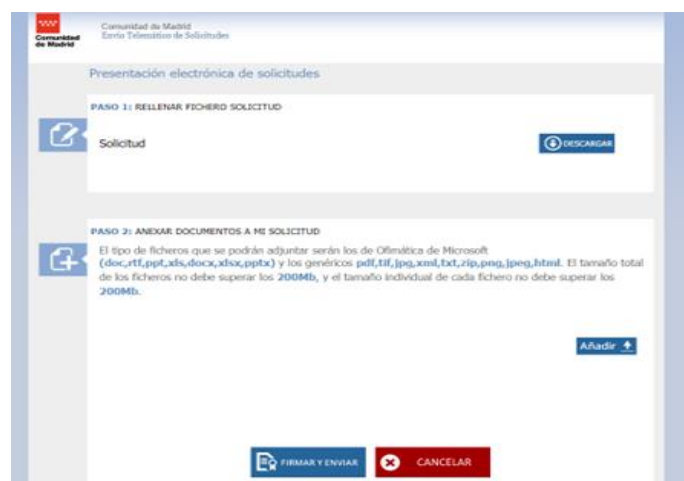 Comunidad de Madrid
Envío Telemático de Solicitudes
Comunidad
de Madrid
Presentación electrónica de solicitudes
PASO 1: RELLENAR FICHERO SOLICITUD
Solicitud
DESCARGAR
PASO 2: ANEXAR DOCUMENTOS A MI SOLICITUD
El tipo de ficheros que se podrán adjuntar serán los de Ofimática de Microsoft
(doc,rtf,ppt,xls,docx,xlsx,pptx) y los genéricos pdf,tif,jpg,xml,txt,zip,png,jpeg,html. El tamaño total
de los ficheros no debe superar los 200Mb, y el tamaño individual de cada fichero no debe superar los
200Mb.
Añadir
FIRMAR Y ENVIAR
CANCELAR